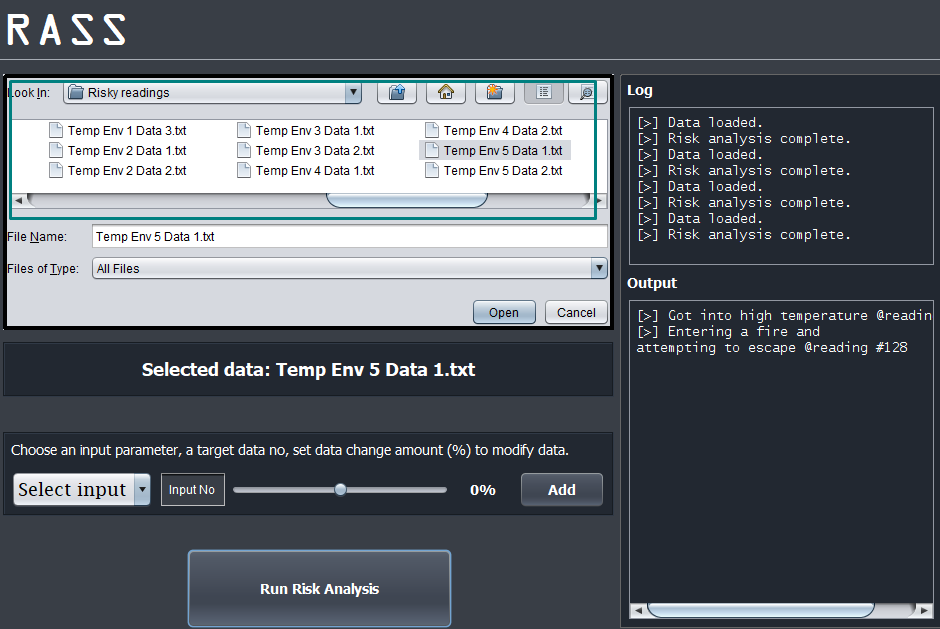 RASS
Look In: Risky readings
Temp Env 1 Data 3.txt
Temp Env 2 Data 1.txt
Temp Env 2 Data 2.txt
Temp Env 3 Data 1.txt
Temp Env 3 Data 2.txt
Temp Env 4 Data 1.txt
Temp Env 4 Data 2.txt
Temp Env 5 Data 1.txt
Temp Env 5 Data 2.txt
File Name: Temp Env 5 Data 1.txt
Files of Type: All Files
Open Cancel
Selected data: Temp Env 5 Data 1.txt
Choose an input parameter, a target data no, set data change amount (%) to modify data.
Select input Input No 0% Add
Run Risk Analysis
Log
[>] Data loaded.
[>] Risk analysis complete.
[>] Data loaded.
[>] Risk analysis complete.
[>] Data loaded.
[>] Risk analysis complete.
[>] Data loaded.
[>] Risk analysis complete.
Output
[>] Got into high temperature @readin
[>] Entering a fire and
attempting to escape @reading #128